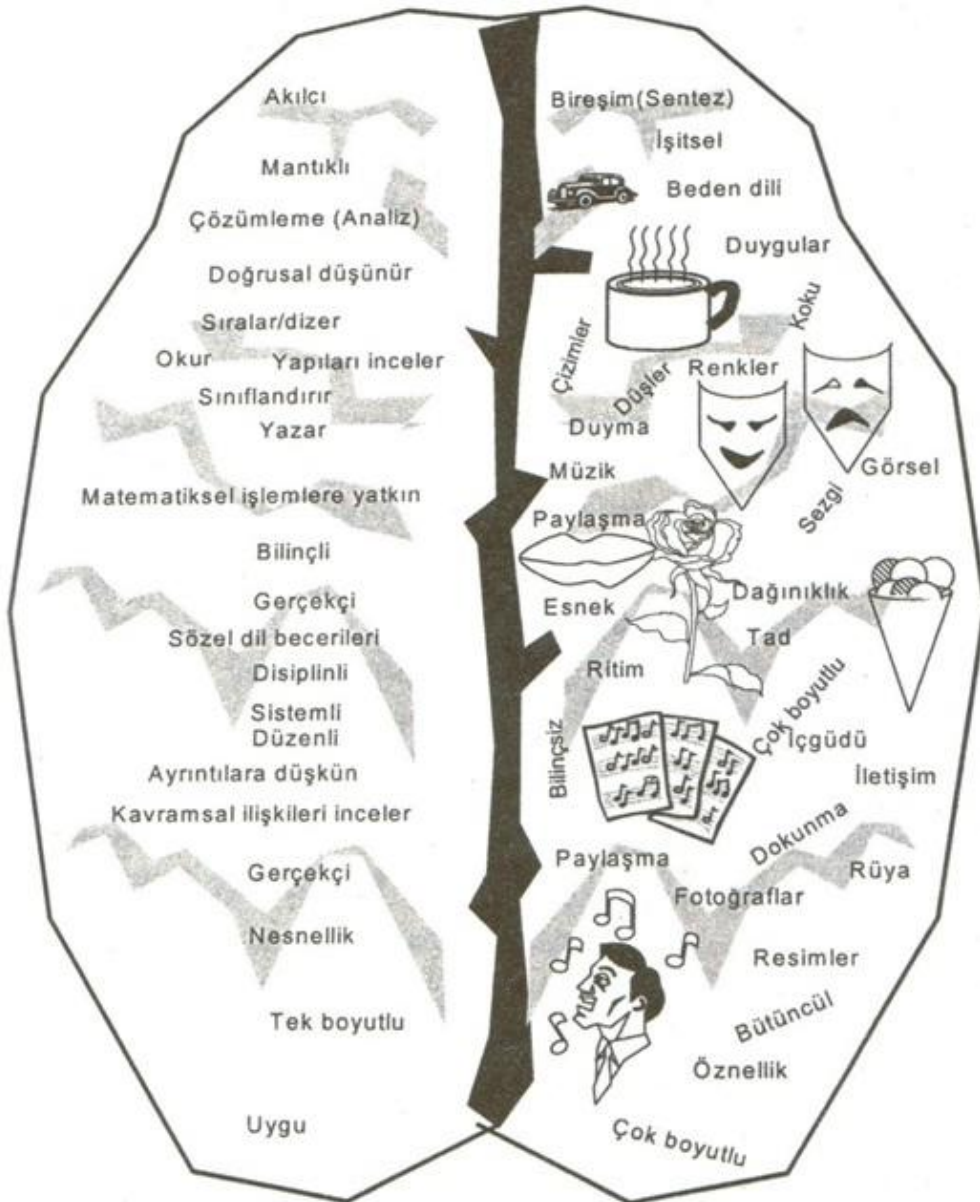 Akılcı
Mantıklı
Çözümleme (Analiz)
Doğrusal düşünür
Sıralar/dizer
Okur
Yapıları inceler
Sınıflandırır
Yazar
Matematiksel işlemlere yatkın
Bilinçli
Gerçekçi
Sözel dil becerileri
Disiplinli
Sistemli
Düzenli
Ayrıntılara düşkün
Kavramsal ilişkileri inceler
Gerçekçi
Nesnellik
Tek boyutlu
Uygu
Bireşim(Sentez)
İşitsel
Beden dili
Duygular
Koku
Çizimler
Düşler
Renkler
Duyma
Müzik
Görsel
Sezgi
Paylaşma
Esnek
Dağınıklık
Tad
Ritim
Çok boyutlu
Bilinçsiz
İçgüdü
İletişim
Dokunma
Paylaşma
Rüya
Fotoğraflar
Resimler
Bütüncül
Öznellik
Çok boyutlu